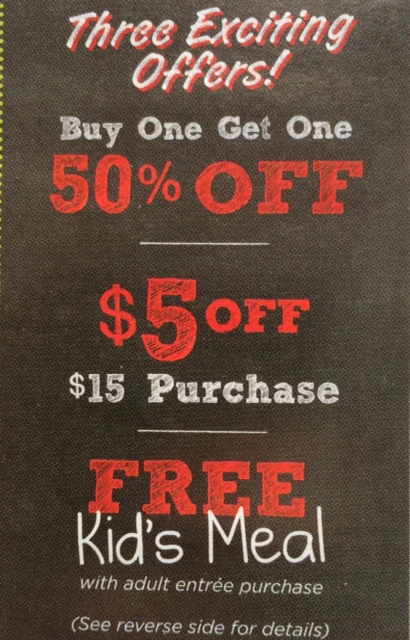 Three Exciting
Offers!
Buy One Get One
50% OFF
$5 OFF
$15 Purchase
FREE
Kid's Meal
with adult entrée purchase
(See reverse side for details)